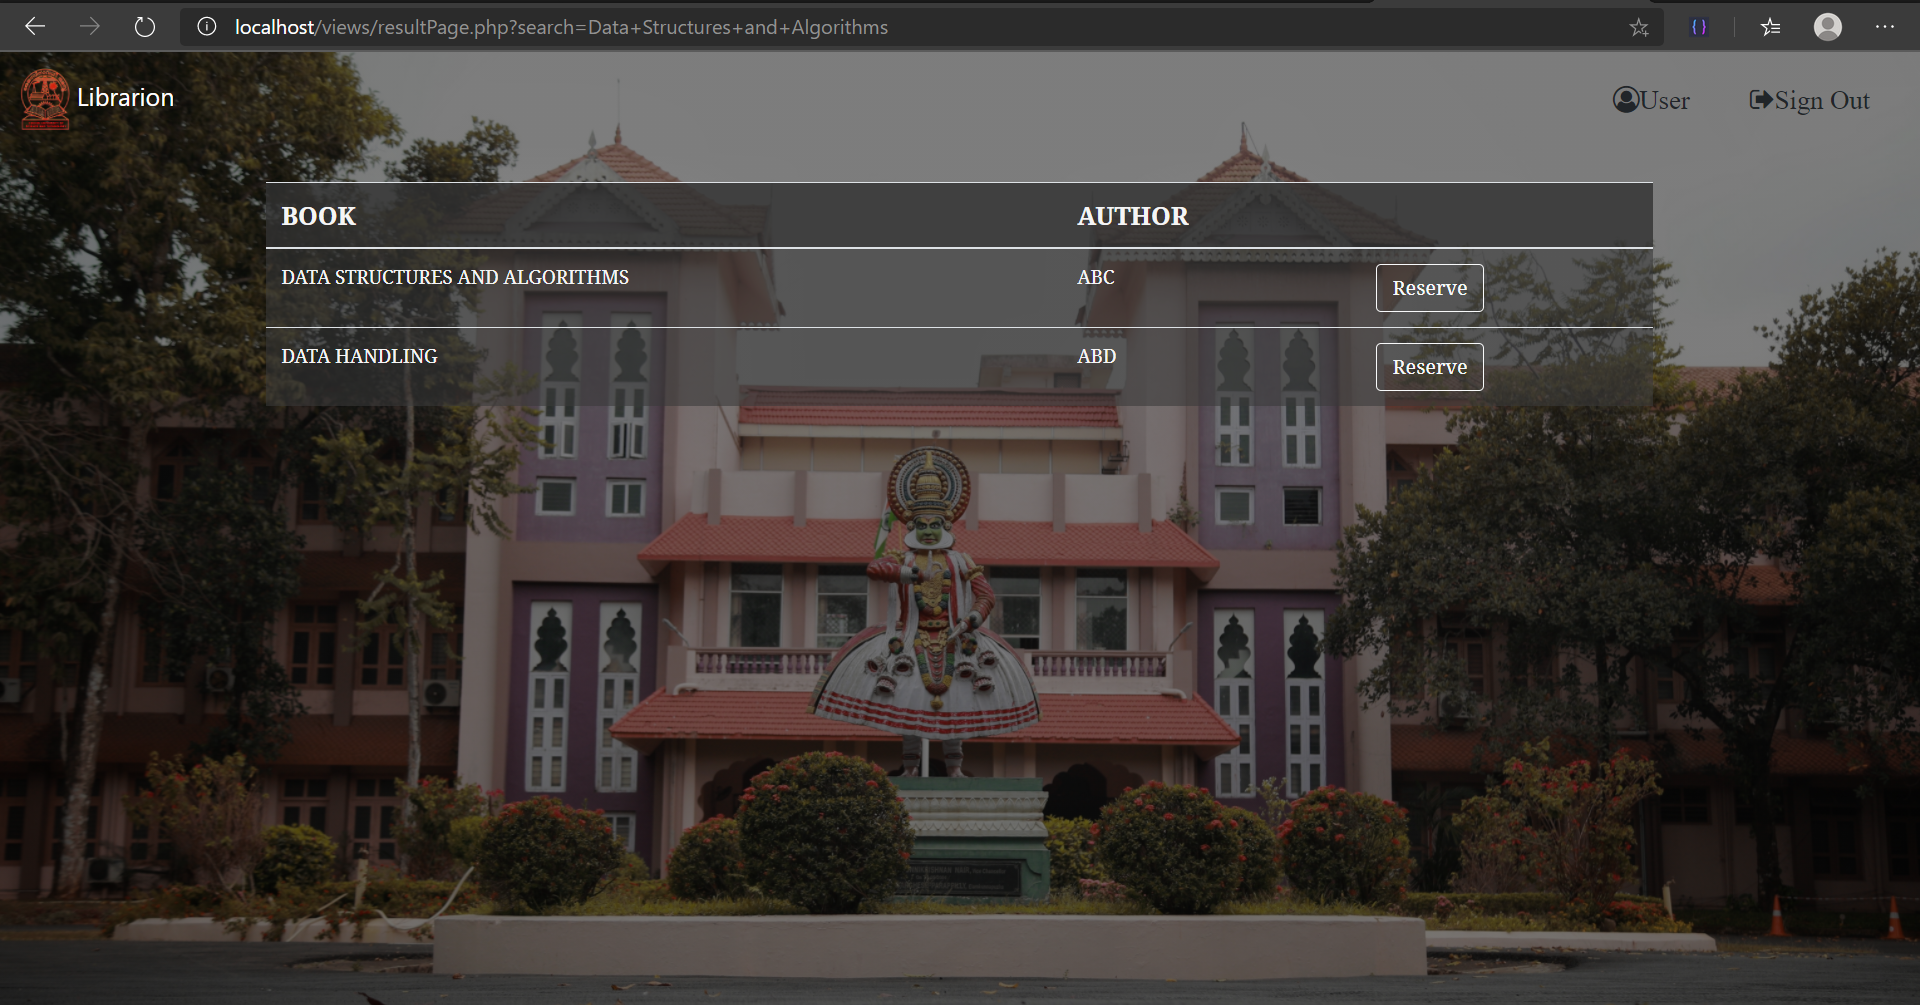 localhost/views/resultPage.php?search=Data+Structures+and+Algorithms
Librarion
User
Sign Out
BOOK AUTHOR
DATA STRUCTURES AND ALGORITHMS ABC Reserve
DATA HANDLING ABD Reserve